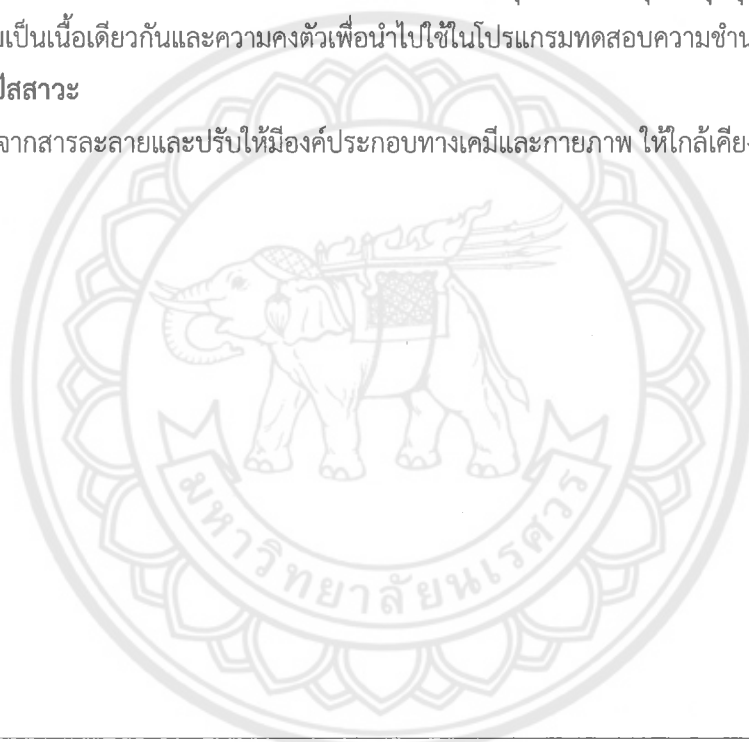 เป็นเนื้อเดียวกันและความคงตัวเพื่อนำไปใช้ในโปรแกรมทดสอบความชำน
ปัสสาวะ
จากสารละลายและปรับให้มีองค์ประกอบทางเคมีและกายภาพ ให้ใกล้เคียง
มหาวิทยาลัยนเรศวร